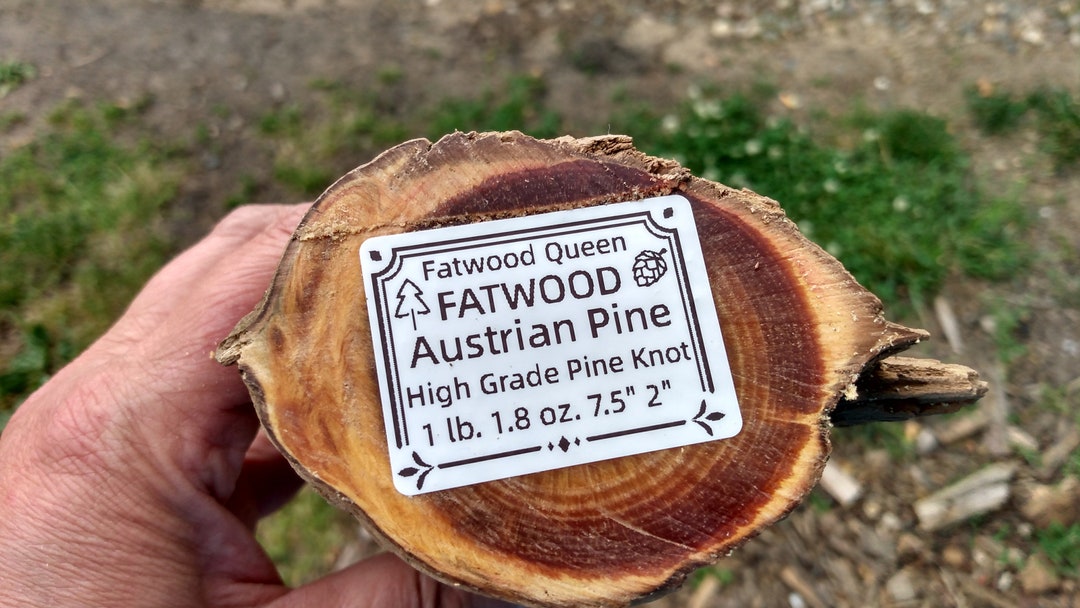 Fatwood Queen
FATWOOD
Austrian Pine
High Grade Pine Knot
1 lb. 1.8 oz. 7.5" 2"